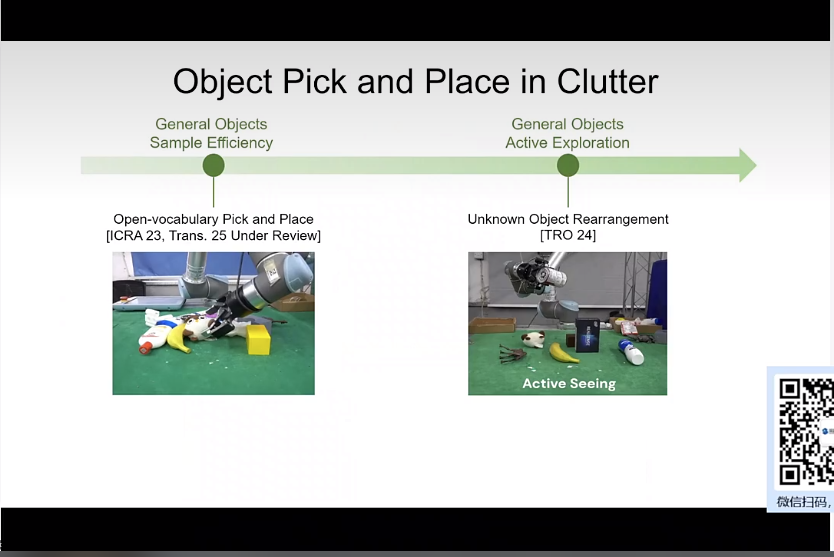 Object Pick and Place in Clutter
General Objects
Sample Efficiency
General Objects
Active Exploration
Open-vocabulary Pick and Place
[ICRA 23, Trans. 25 Under Review]
Unknown Object Rearrangement
[TRO 24]
Active Seeing
微信扫码,